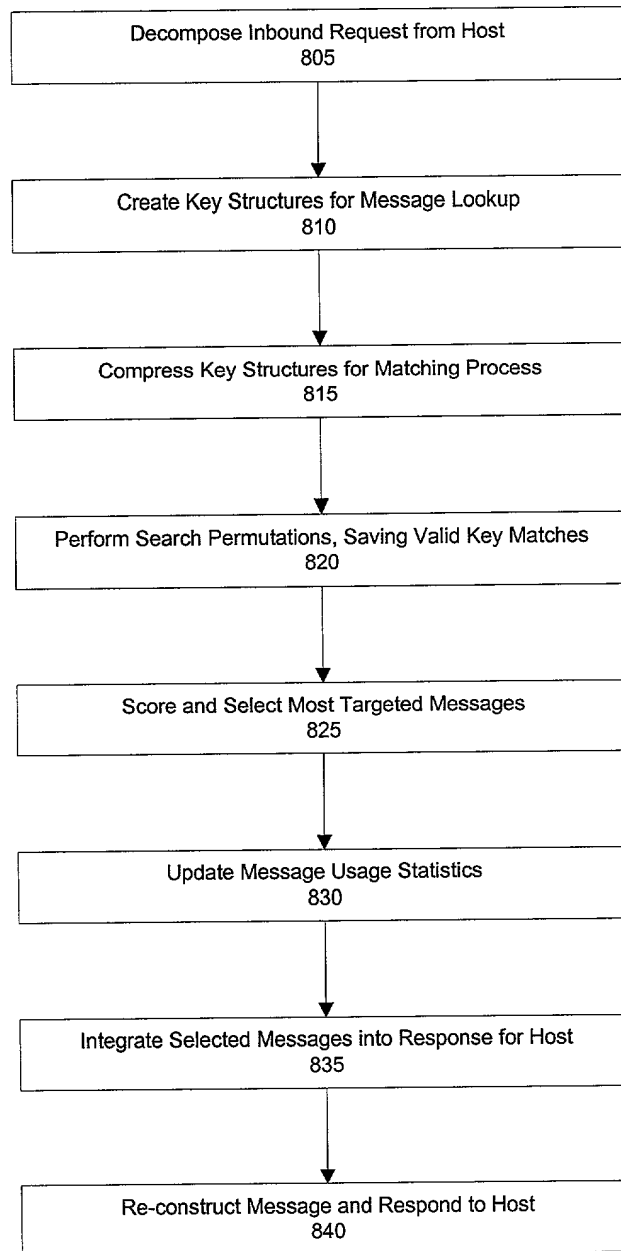 Decompose Inbound Request from Host
805
Create Key Structures for Message Lookup
810
Compress Key Structures for Matching Process
815
Perform Search Permutations, Saving Valid Key Matches
820
Score and Select Most Targeted Messages
825
Update Message Usage Statistics
830
Integrate Selected Messages into Response for Host
835
Re-construct Message and Respond to Host
840